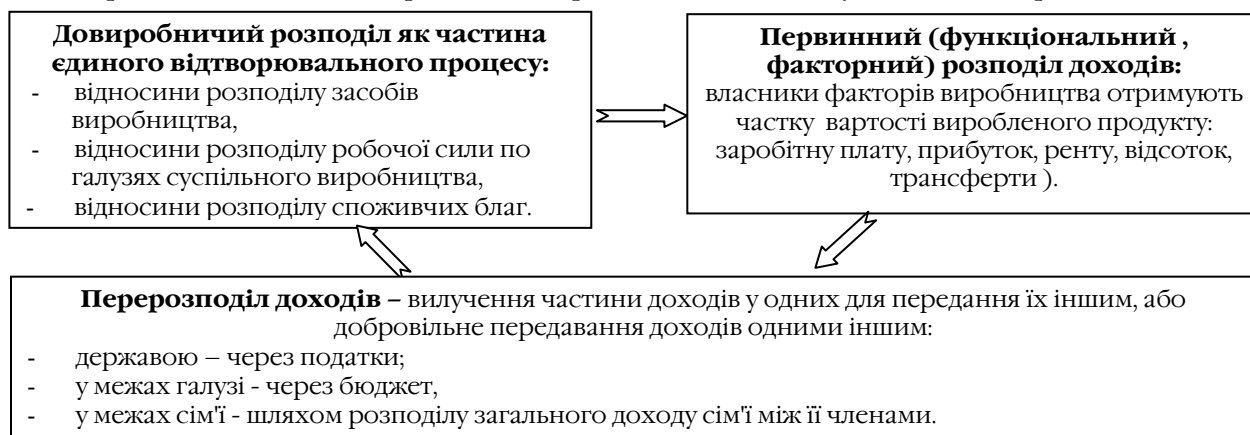 Довиробничий розподіл як частина
єдиного відтворювального процесу:
- відносини розподілу засобів
виробництва,
- відносини розподілу робочої сили по
галузях суспільного виробництва,
- відносини розподілу споживчих благ.
Первинний (функціональний ,
факторний) розподіл доходів:
власники факторів виробництва отримують
частку вартості виробленого продукту:
заробітну плату, прибуток, ренту, відсоток,
трансферти ).
Перерозподіл доходів – вилучення частини доходів у одних для передання їх іншим, або
добровільне передавання доходів одними іншим:
- державою – через податки;
- у межах галузі - через бюджет,
- у межах сім'ї - шляхом розподілу загального доходу сім'ї між її членами.